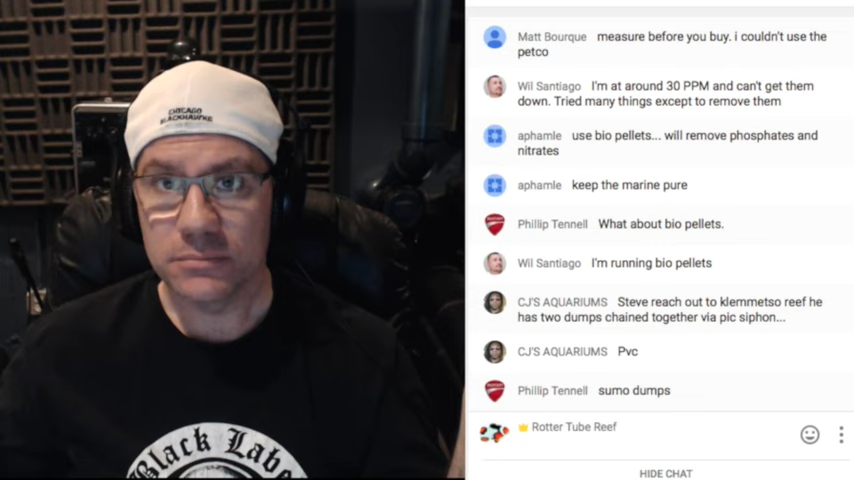 CHICAGO
BLACKHAWKS
Black Labe
Matt Bourque measure before you buy. i couldn't use the
petco
Wil Santiago I'm at around 30 PPM and can't get them
down. Tried many things except to remove them
aphamle use bio pellets... will remove phosphates and
nitrates
aphamle keep the marine pure
Phillip Tennell What about bio pellets.
Wil Santiago I'm running bio pellets
CJ'S AQUARIUMS Steve reach out to klemmetso reef he
has two dumps chained together via pic siphon...
CJ'S AQUARIUMS Pvc
Phillip Tennell sumo dumps
Rotter Tube Reef
HIDE CHAT